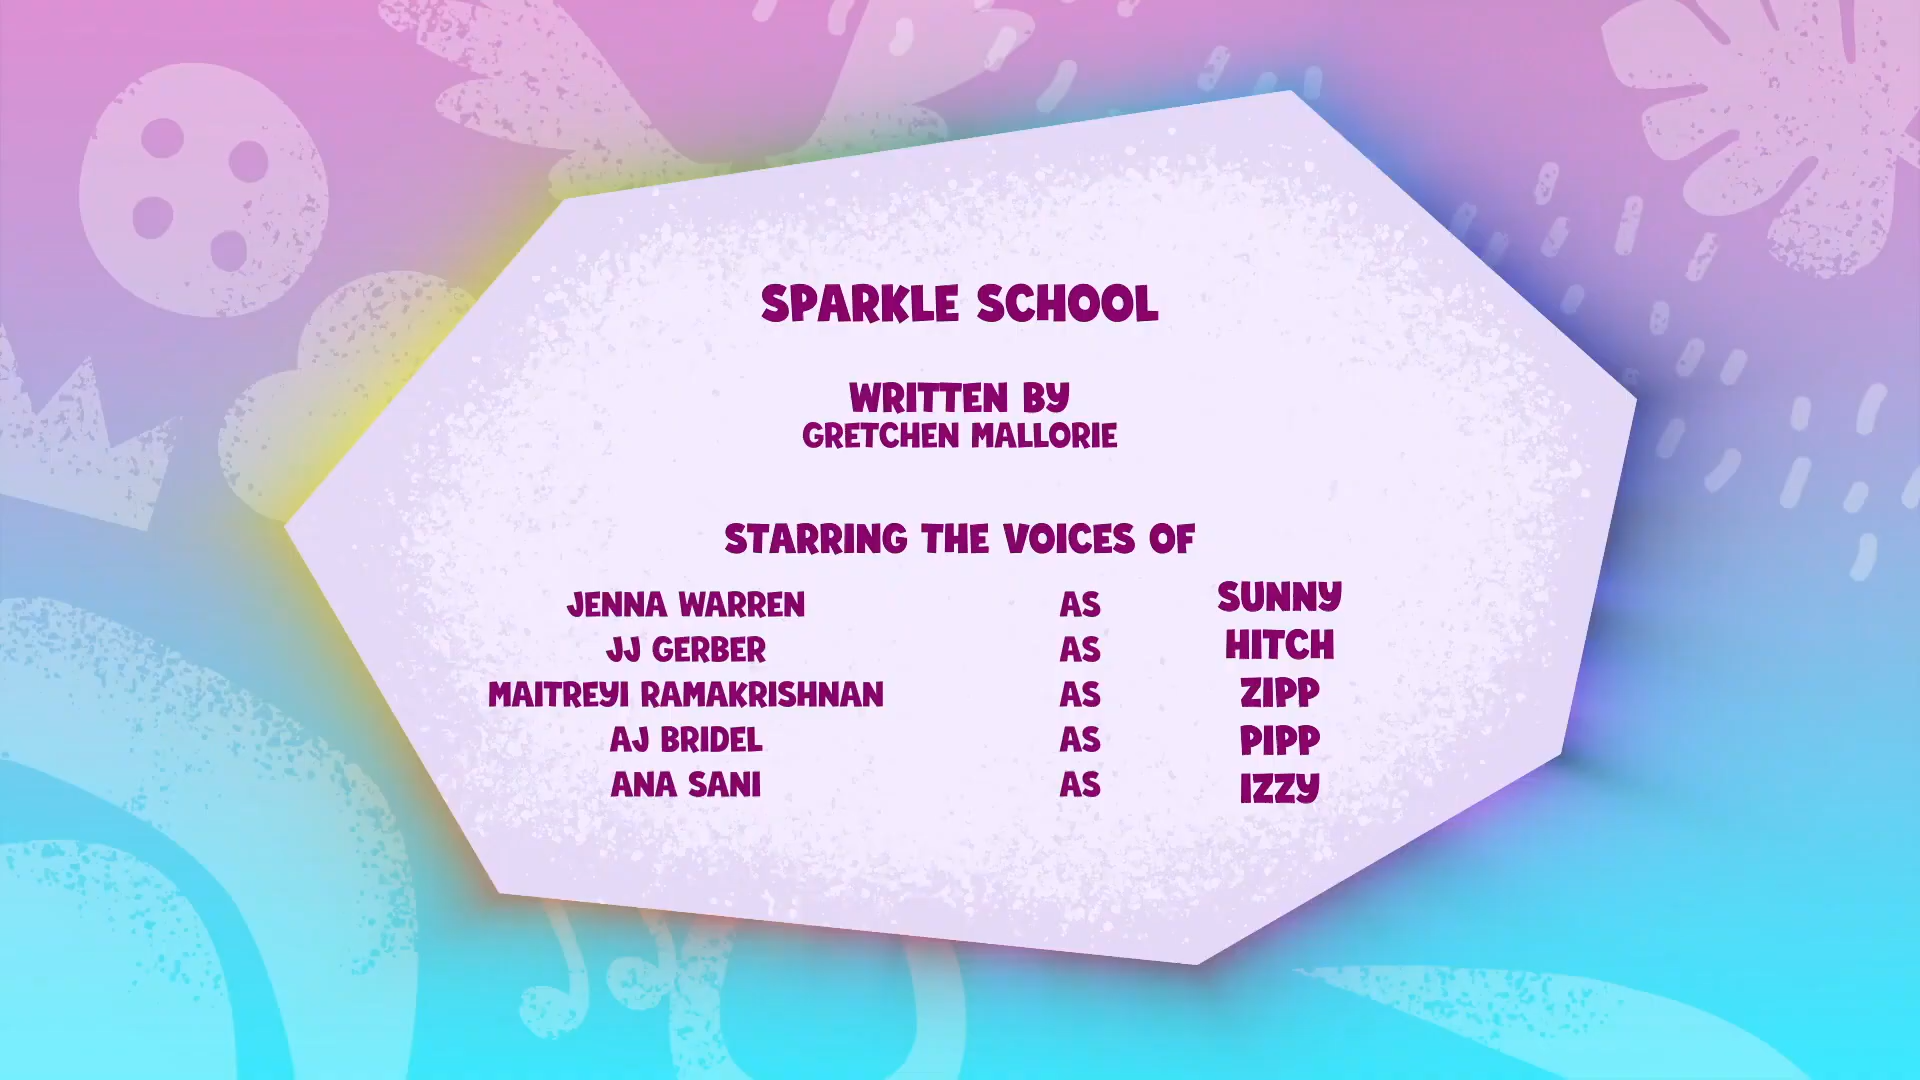 SPARKLE SCHOOL
WRITTEN BY
GRETCHEN MALLORIE
STARRING THE VOICES OF
JENNA WARREN AS SUNNY
JJ GERBER AS HITCH
MAITREYI RAMAKRISHNAN AS ZIPP
AJ BRIDEL AS PIPP
ANA SANI AS IZZY